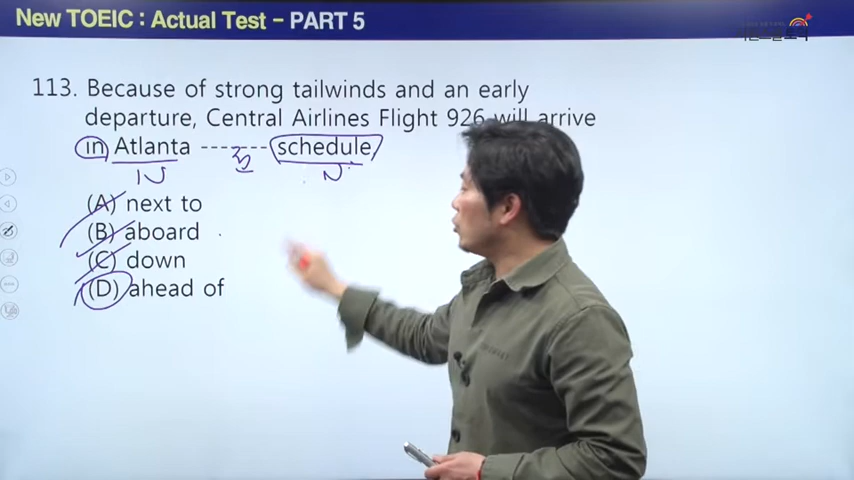 New TOEIC : Actual Test – PART 5
113. Because of strong tailwinds and an early
departure, Central Airlines Flight 926 will arrive
in Atlanta ------- schedule
전
N
N
(A) next to
(B) aboard
(C) down
(D) ahead of